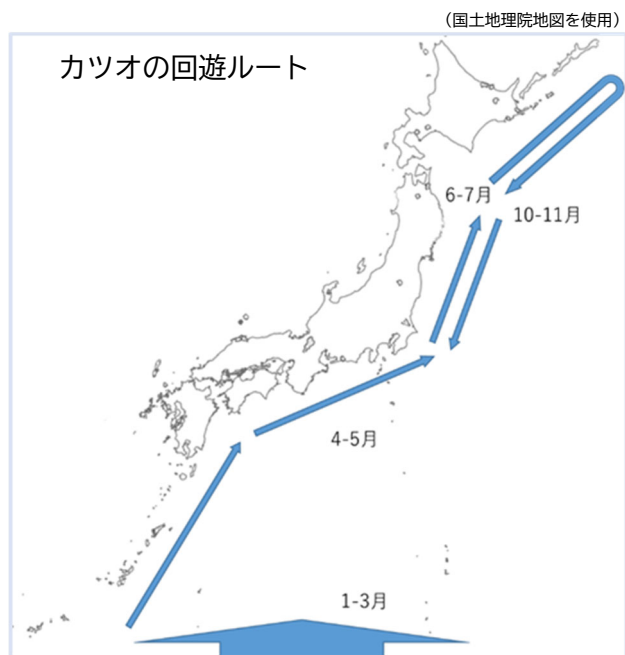 （国土地理院地図を使用）
カツオの回遊ルート
6-7月
10-11月
4-5月
1-3月